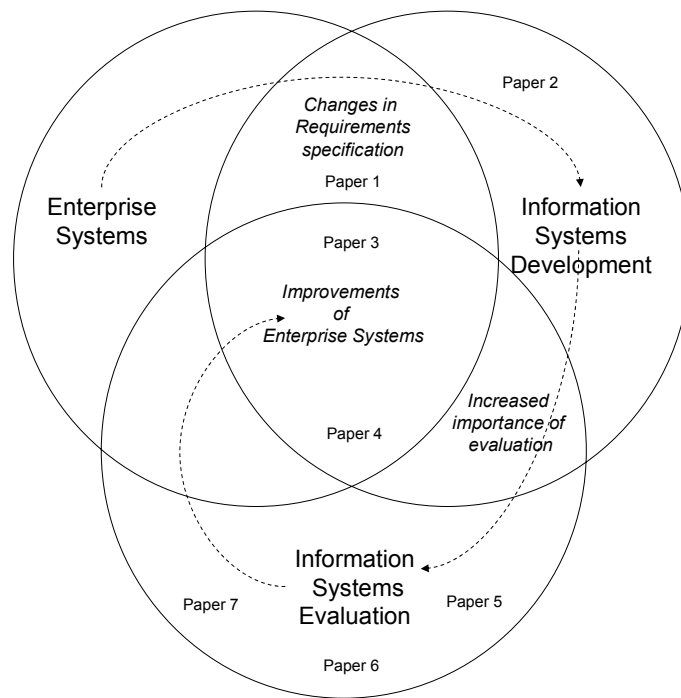 Paper 2
Changes in
Requirements
specification
Paper 1
Enterprise
Systems
Information
Systems
Development
Paper 3
Improvements
of
Enterprise Systems
Increased
importance of
evaluation
Paper 4
Information
Systems
Evaluation
Paper 7
Paper 5
Paper 6